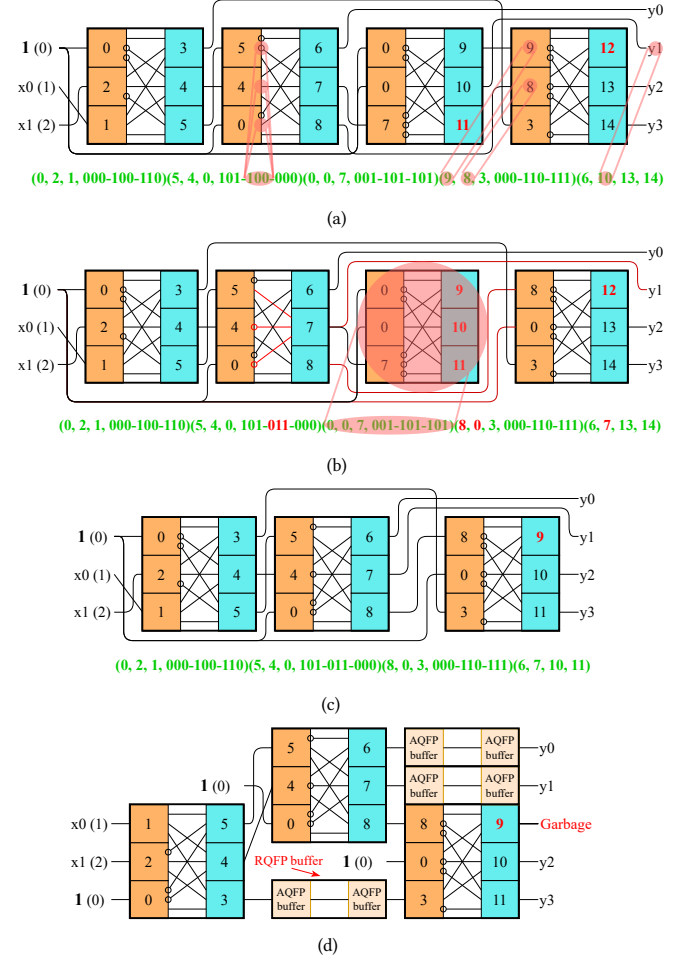 y0
1 (0) 0 3 5 6 0 9 9 12 y1
x0 (1) 2 4 4 7 0 10 8 13 y2
x1 (2) 1 5 0 8 7 11 3 14 y3
(0, 2, 1, 000-100-110)(5, 4, 0, 101-100-000)(0, 0, 7, 001-101-101)(9, 8, 3, 000-110-111)(6, 10, 13, 14)
(a)
y0
1 (0) 0 3 5 6 0 9 8 12 y1
x0 (1) 2 4 4 7 0 10 0 13 y2
x1 (2) 1 5 0 8 7 11 3 14 y3
(0, 2, 1, 000-100-110)(5, 4, 0, 101-011-000)(0, 0, 7, 001-101-101)(8, 0, 3, 000-110-111)(6, 7, 13, 14)
(b)
y0
1 (0) 0 3 5 6 8 9 y1
x0 (1) 2 4 4 7 0 10 y2
x1 (2) 1 5 0 8 3 11 y3
(0, 2, 1, 000-100-110)(5, 4, 0, 101-011-000)(8, 0, 3, 000-110-111)(6, 7, 10, 11)
(c)
5 6 AQFP buffer AQFP buffer y0
1 (0) 4 7 AQFP buffer AQFP buffer y1
x0 (1) 1 5 0 8 8 9 Garbage
x1 (2) 2 4 RQFP buffer 1 (0) 0 10 y2
1 (0) 0 3 AQFP buffer AQFP buffer 3 11 y3
(d)